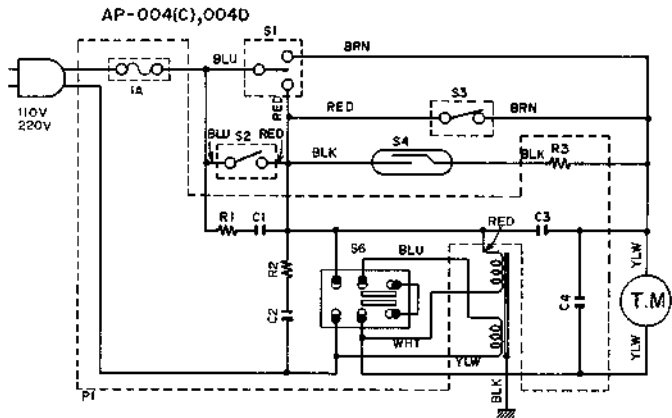 AP-004(C),004D
S1
BRN
BLU
1A
110V
220V
RED
RED
S3
BRN
BLU
S2
RED
BLK
S4
BLK
R3
R1
C1
RED
C3
R2
S6
BLU
YLW
C4
T.M
C2
WHT
YLW
YLW
P1
BLK